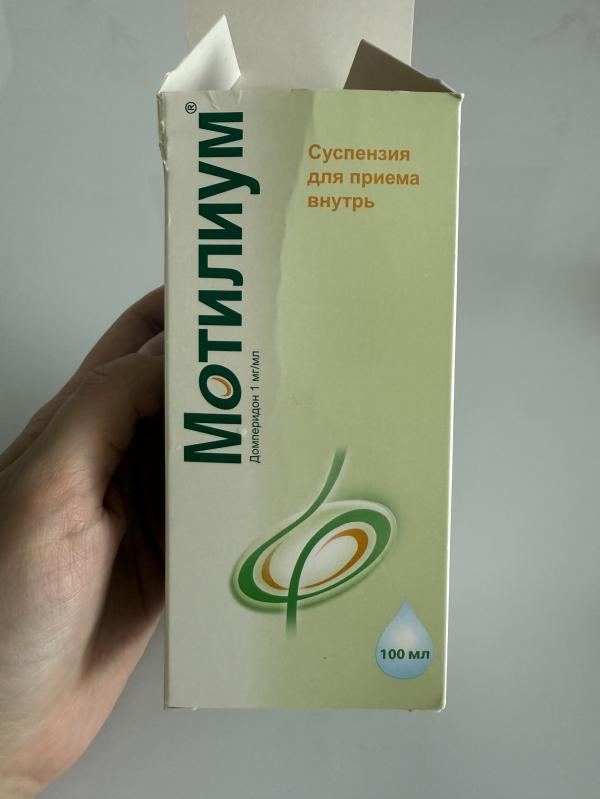 Мотилиум®
Домперидон 1 мг/мл
Суспензия
для приема
внутрь
100 мл